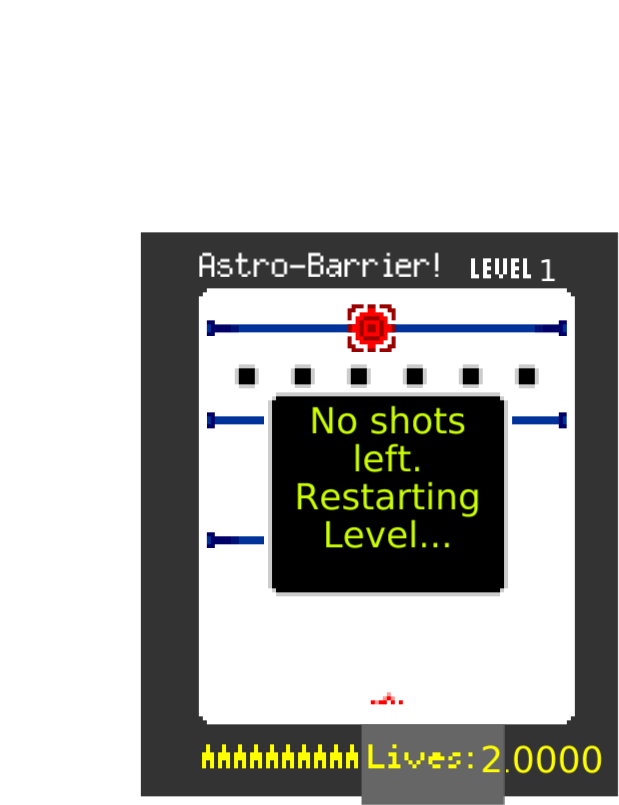 Astro-Barrier! LEVEL 1
No shots
left.
Restarting
Level...
Lives:2.0000